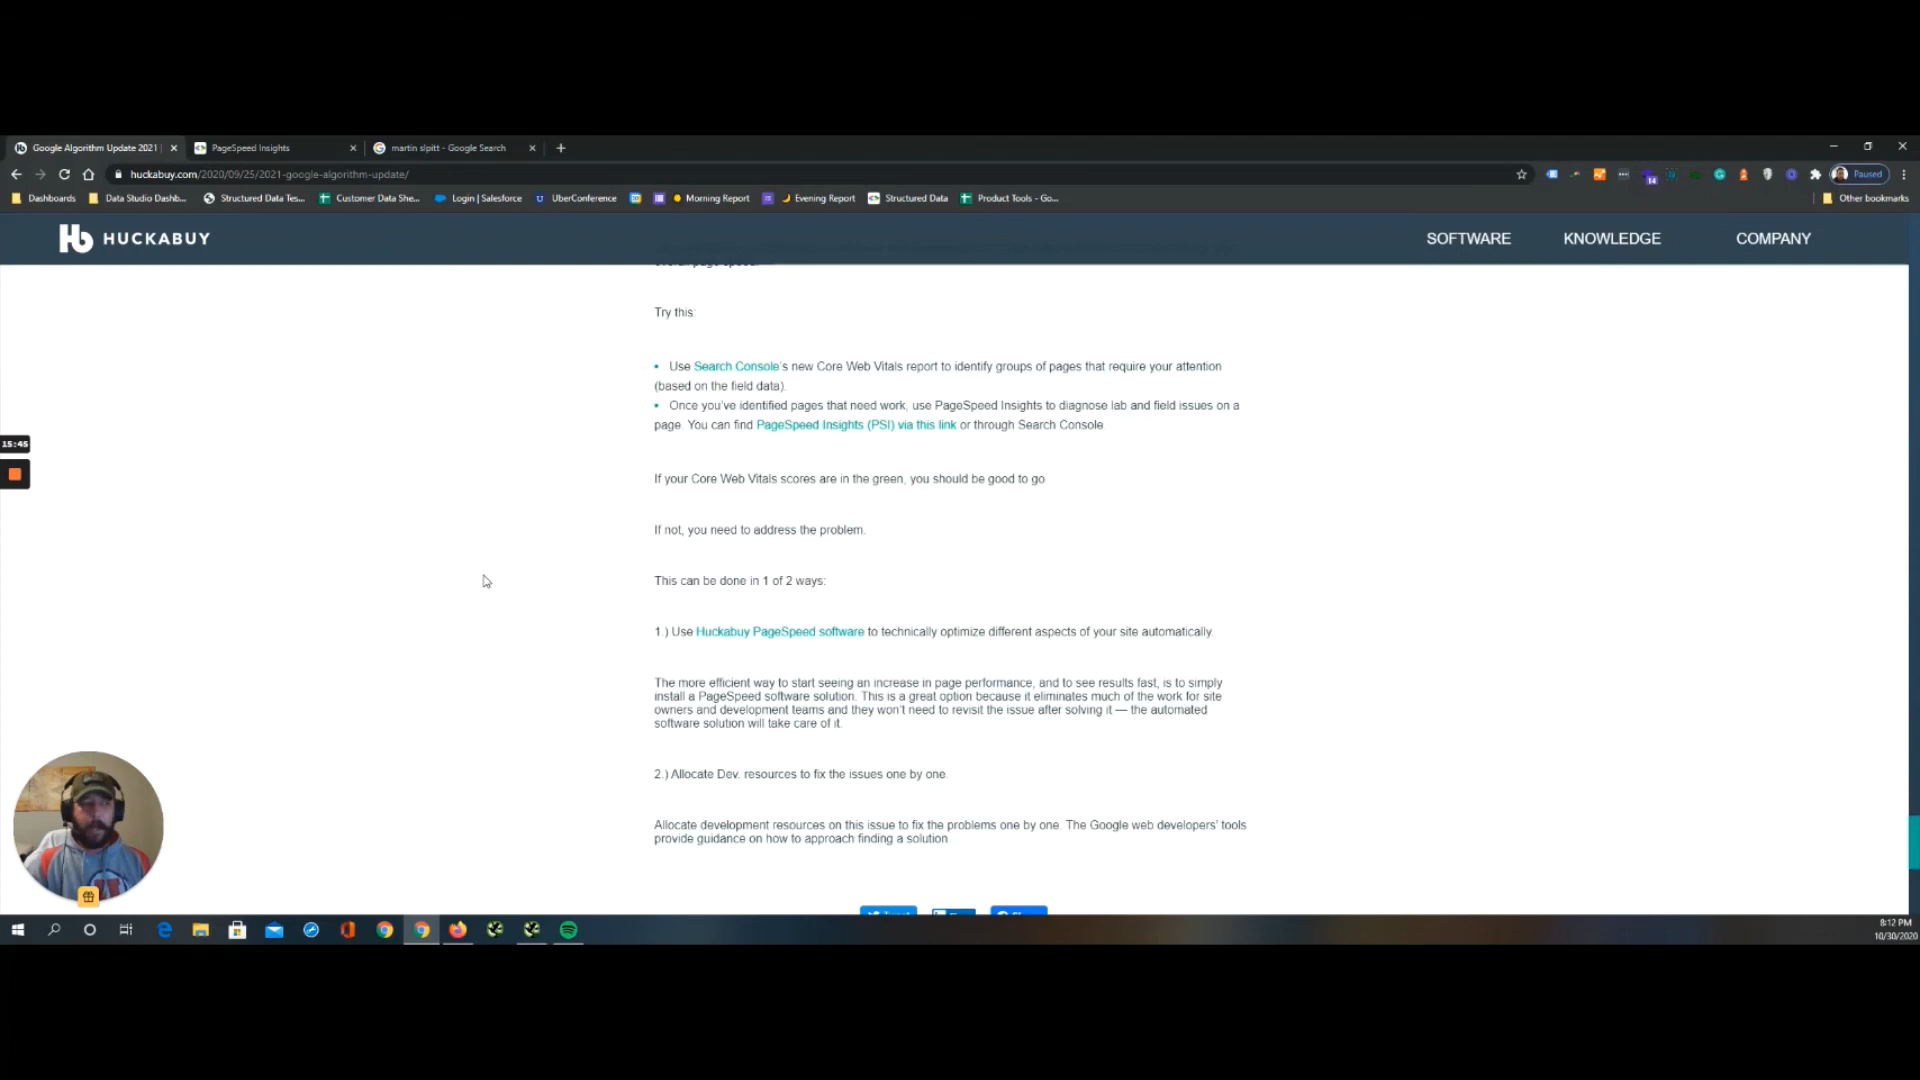 Google Algorithm Update 2021
PageSpeed Insights
martin slpitt - Google Search
huckabuy.com/2020/09/25/2021-google-algorithm-update/
14
Paused
Dashboards
Data Studio Dashb...
Structured Data Tes...
Customer Data She...
Login | Salesforce
UberConference
Morning Report
Evening Report
Structured Data
Product Tools - Go...
Other bookmarks
Hb HUCKABUY
SOFTWARE
KNOWLEDGE
COMPANY
Try this:
• Use Search Console's new Core Web Vitals report to identify groups of pages that require your attention
(based on the field data).
• Once you've identified pages that need work, use PageSpeed Insights to diagnose lab and field issues on a
page. You can find PageSpeed Insights (PSI) via this link or through Search Console.
15:45
If your Core Web Vitals scores are in the green, you should be good to go
If not, you need to address the problem.
This can be done in 1 of 2 ways:
1.) Use Huckabuy PageSpeed software to technically optimize different aspects of your site automatically.
The more efficient way to start seeing an increase in page performance, and to see results fast, is to simply
install a PageSpeed software solution. This is a great option because it eliminates much of the work for site
owners and development teams and they won't need to revisit the issue after solving it — the automated
software solution will take care of it.
2.) Allocate Dev. resources to fix the issues one by one.
Allocate development resources on this issue to fix the problems one by one. The Google web developers' tools
provide guidance on how to approach finding a solution
8:12 PM
10/30/2020